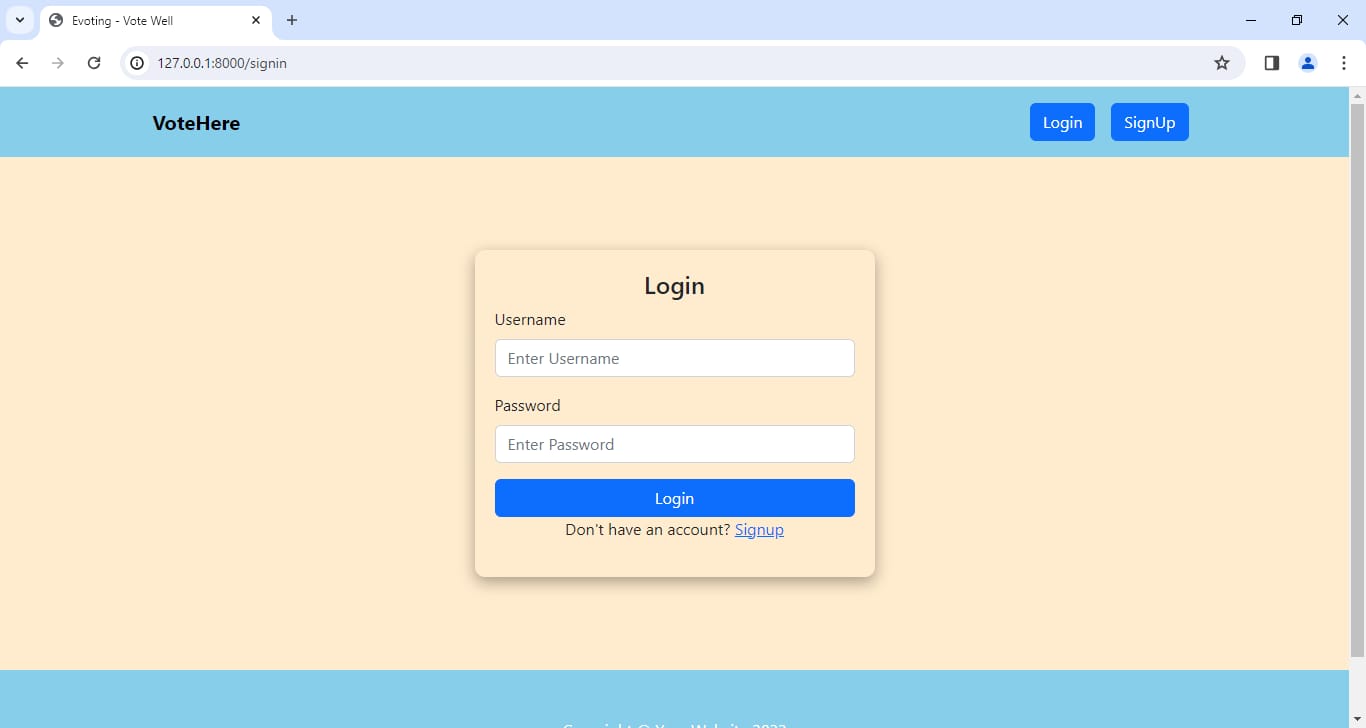 Evoting - Vote Well
127.0.0.1:8000/signin
VoteHere
Login
SignUp
Login
Username
Enter Username
Password
Enter Password
Login
Don't have an account? Signup